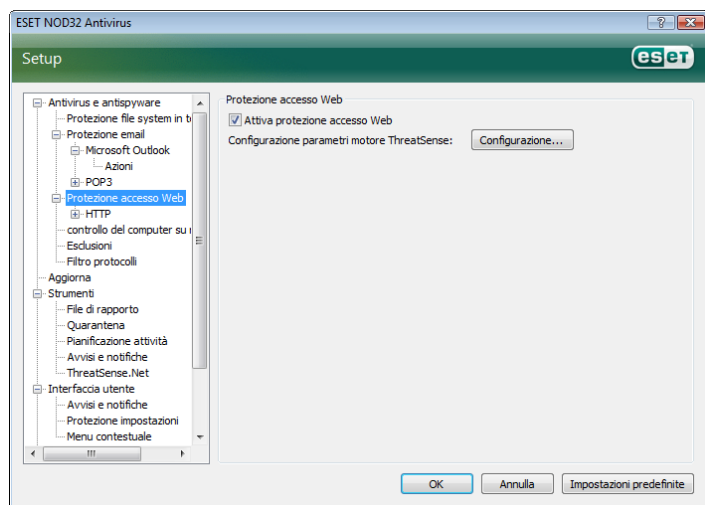 ESET NOD32 Antivirus
Setup
eset
Antivirus e antispyware
Protezione file system in t
Protezione email
Microsoft Outlook
Azioni
POP3
Protezione accesso Web
HTTP
controllo del computer su
Esclusioni
Filtro protocolli
Aggiorna
Strumenti
File di rapporto
Quarantena
Pianificazione attività
Avvisi e notifiche
ThreatSense.Net
Interfaccia utente
Avvisi e notifiche
Protezione impostazioni
Menu contestuale
Protezione accesso Web
Attiva protezione accesso Web
Configurazione parametri motore ThreatSense: Configurazione...
OK Annulla Impostazioni predefinite